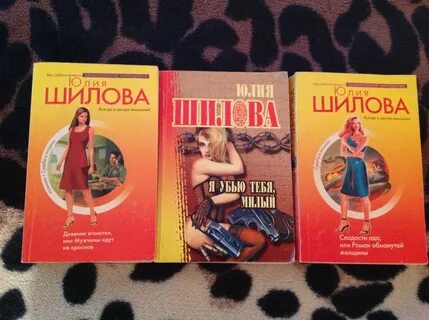 Юлия
ШИЛОВА
Всегда в центре внимания!
Дневник эгоистки,
или Мужчины идут
на красное
ЮЛИЯ
ШИЛОВА
Я УБЬЮ ТЕБЯ,
МИЛЫЙ
Юлия
ШИЛОВА
Всегда в центре внимания!
Сладости ада,
или Роман обманутой
женщины